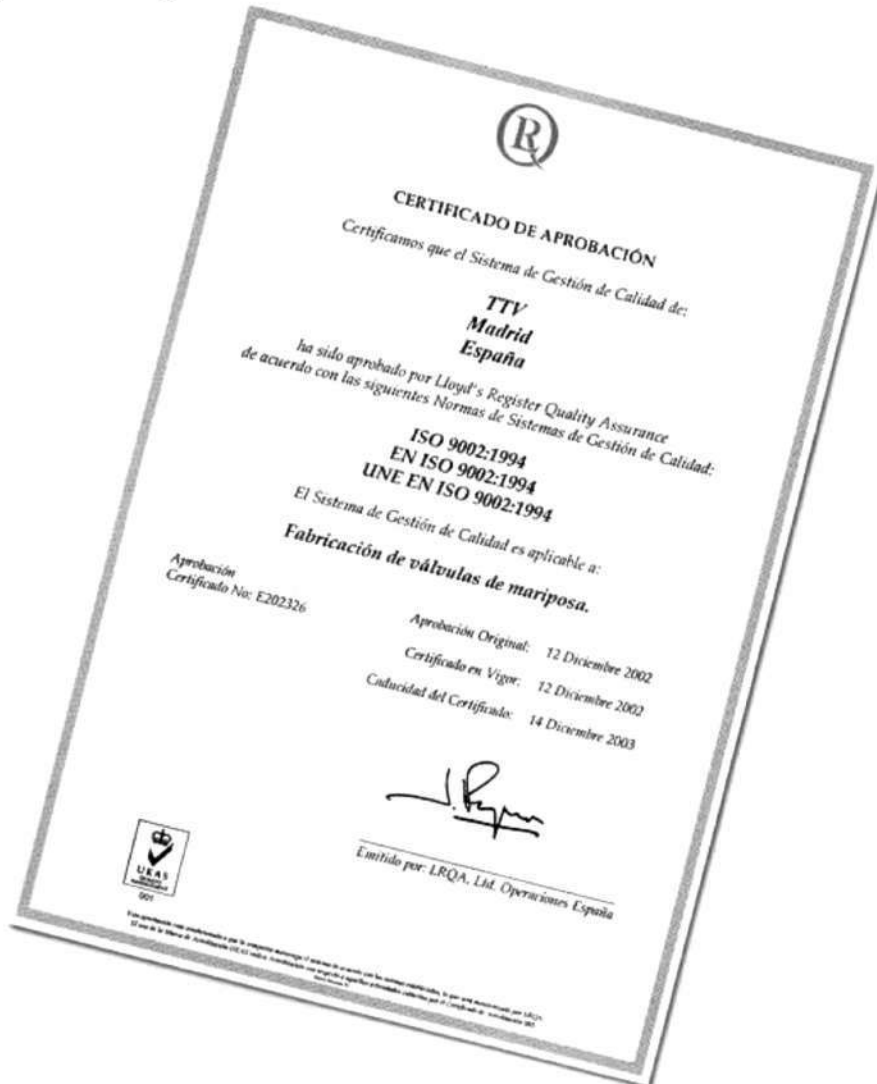 LRQ
CERTIFICADO DE APROBACIÓN
Certificamos que el Sistema de Gestión de Calidad de:
TTV
Madrid
España
ha sido aprobado por Lloyd's Register Quality Assurance
de acuerdo con las siguientes Normas de Sistemas de Gestión de Calidad:
ISO 9002:1994
EN ISO 9002:1994
UNE EN ISO 9002:1994
El Sistema de Gestión de Calidad es aplicable a:
Fabricación de válvulas de mariposa.
Aprobación
Certificado No: E202326
Aprobación Original: 12 Diciembre 2002
Certificado en Vigor: 12 Diciembre 2002
Caducidad del Certificado: 14 Diciembre 2003
Emitido por: LRQA, Ltd. Operaciones España
UKAS
QUALITY
MANAGEMENT
001